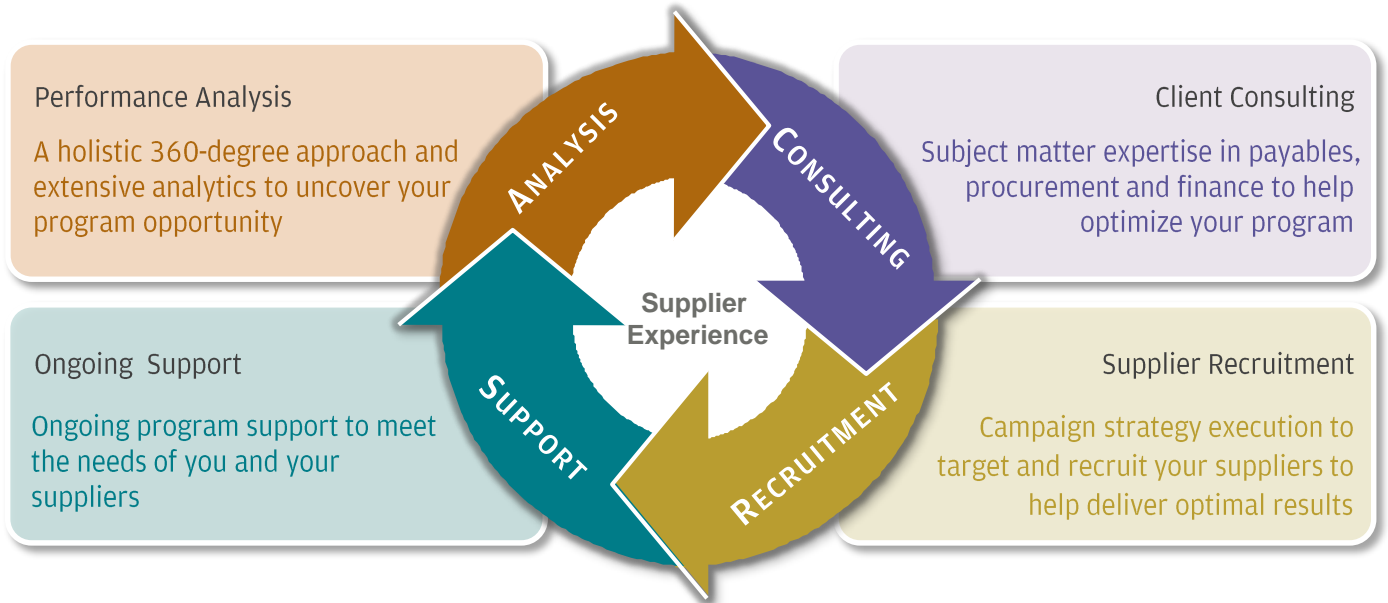 Performance Analysis
A holistic 360-degree approach and
extensive analytics to uncover your
program opportunity
Client Consulting
Subject matter expertise in payables,
procurement and finance to help
optimize your program
ANALYSIS
CONSULTING
Supplier
Experience
SUPPORT
RECRUITMENT
Ongoing Support
Ongoing program support to meet
the needs of you and your
suppliers
Supplier Recruitment
Campaign strategy execution to
target and recruit your suppliers to
help deliver optimal results